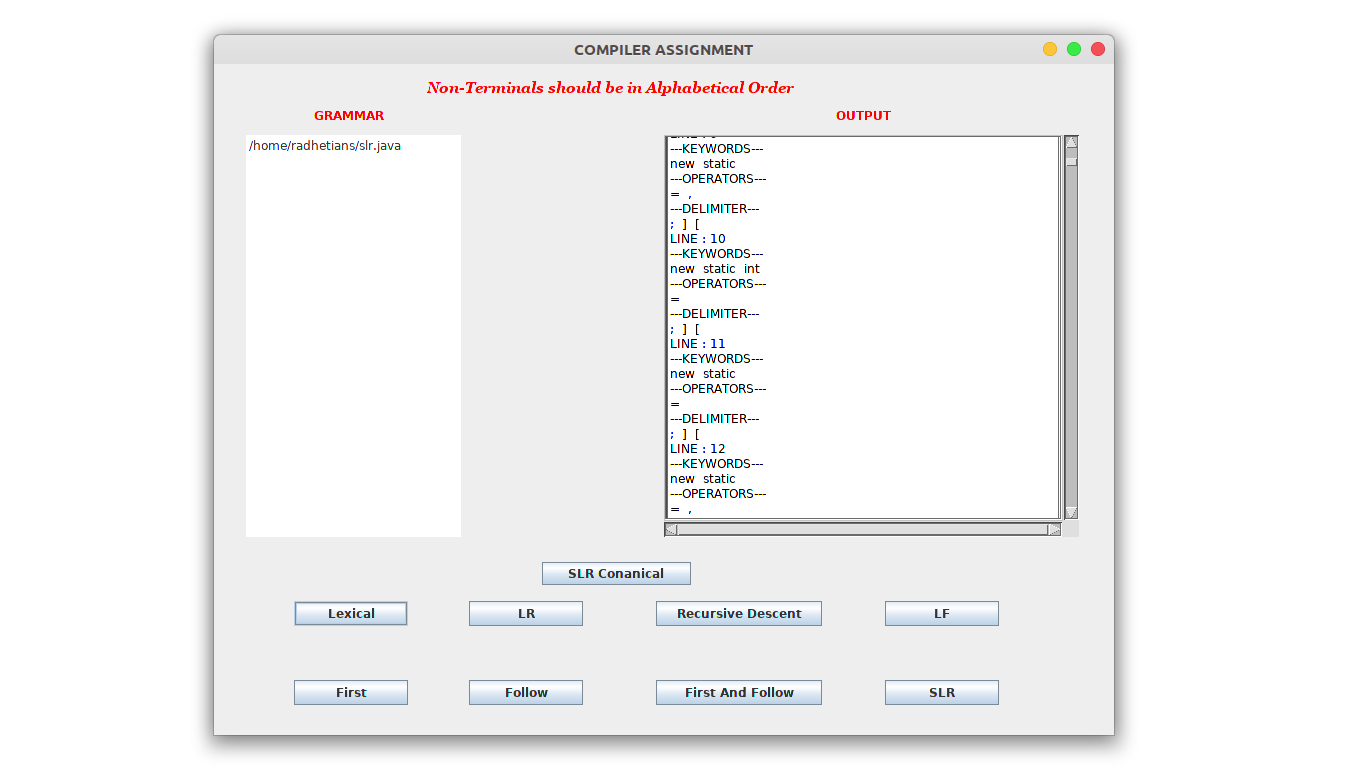 COMPILER ASSIGNMENT
Non-Terminals should be in Alphabetical Order
GRAMMAR
OUTPUT
/home/radhetians/slr.java
---KEYWORDS---
new static
---OPERATORS---
= ,
---DELIMITER---
; ] [
LINE : 10
---KEYWORDS---
new static int
---OPERATORS---
=
---DELIMITER---
; ] [
LINE : 11
---KEYWORDS---
new static
---OPERATORS---
=
---DELIMITER---
; ] [
LINE : 12
---KEYWORDS---
new static
---OPERATORS---
= ,
SLR Conanical
Lexical
LR
Recursive Descent
LF
First
Follow
First And Follow
SLR